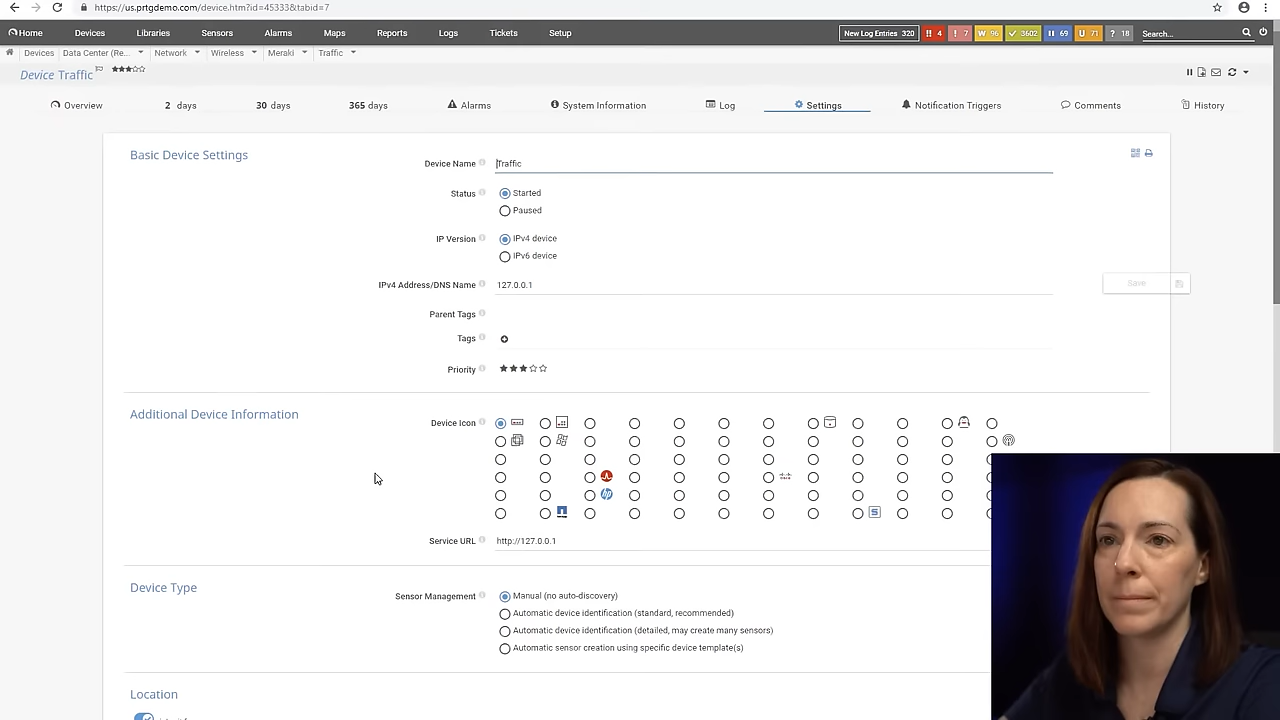 https://us.prtgdemo.com/device.htm?id=45333&tabid=7
Home Devices Libraries Sensors Alarms Maps Reports Logs Tickets Setup New Log Entries 320 !! 4 ! 7 W 96 3602 69 U 71 ? 18 Search...
Devices Data Center (Re... Network Wireless Meraki Traffic
Device Traffic
Overview 2 days 30 days 365 days Alarms System Information Log Settings Notification Triggers Comments History
Basic Device Settings
Device Name Traffic
Status Started
Paused
IP Version IPv4 device
IPv6 device
IPv4 Address/DNS Name 127.0.0.1
Save
Parent Tags
Tags
Priority
Additional Device Information
Device Icon
hp
S
Service URL http://127.0.0.1
Device Type
Sensor Management Manual (no auto-discovery)
Automatic device identification (standard, recommended)
Automatic device identification (detailed, may create many sensors)
Automatic sensor creation using specific device template(s)
Location